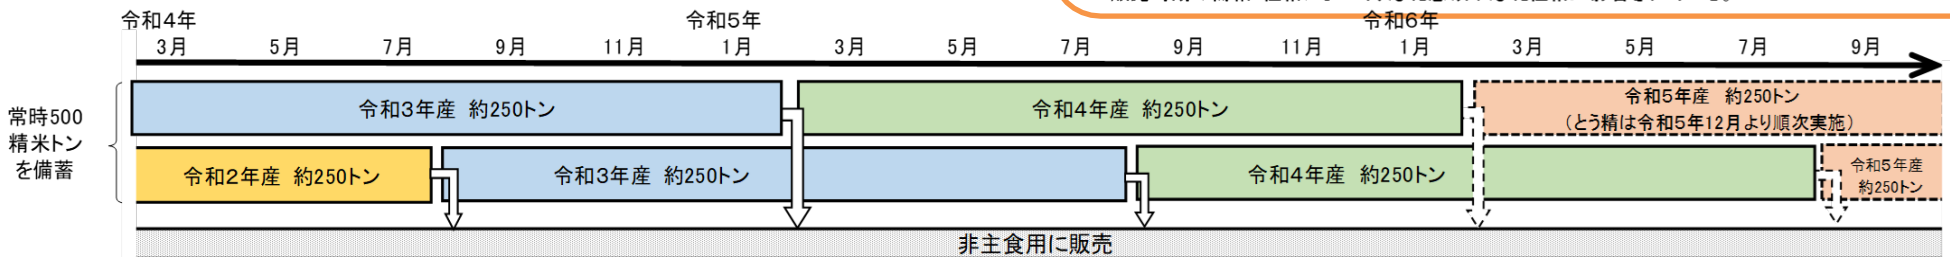 令和4年
令和5年
令和6年
3月 5月 7月 9月 11月 1月 3月 5月 7月 9月 11月 1月 3月 5月 7月 9月
常時500
精米トン
を備蓄
令和3年産 約250トン
令和4年産 約250トン
令和5年産 約250トン
(とう精は令和5年12月より順次実施)
令和2年産 約250トン
令和3年産 約250トン
令和4年産 約250トン
令和5年産
約250トン
非主食用に販売